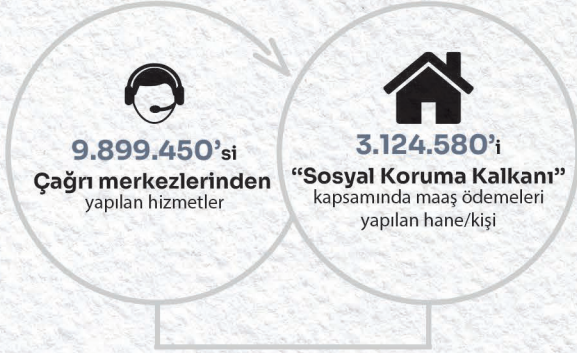 9.899.450’si
Çağrı merkezlerinden
yapılan hizmetler
3.124.580’i
“Sosyal Koruma Kalkanı”
kapsamında maaş ödemeleri
yapılan hane/kişi